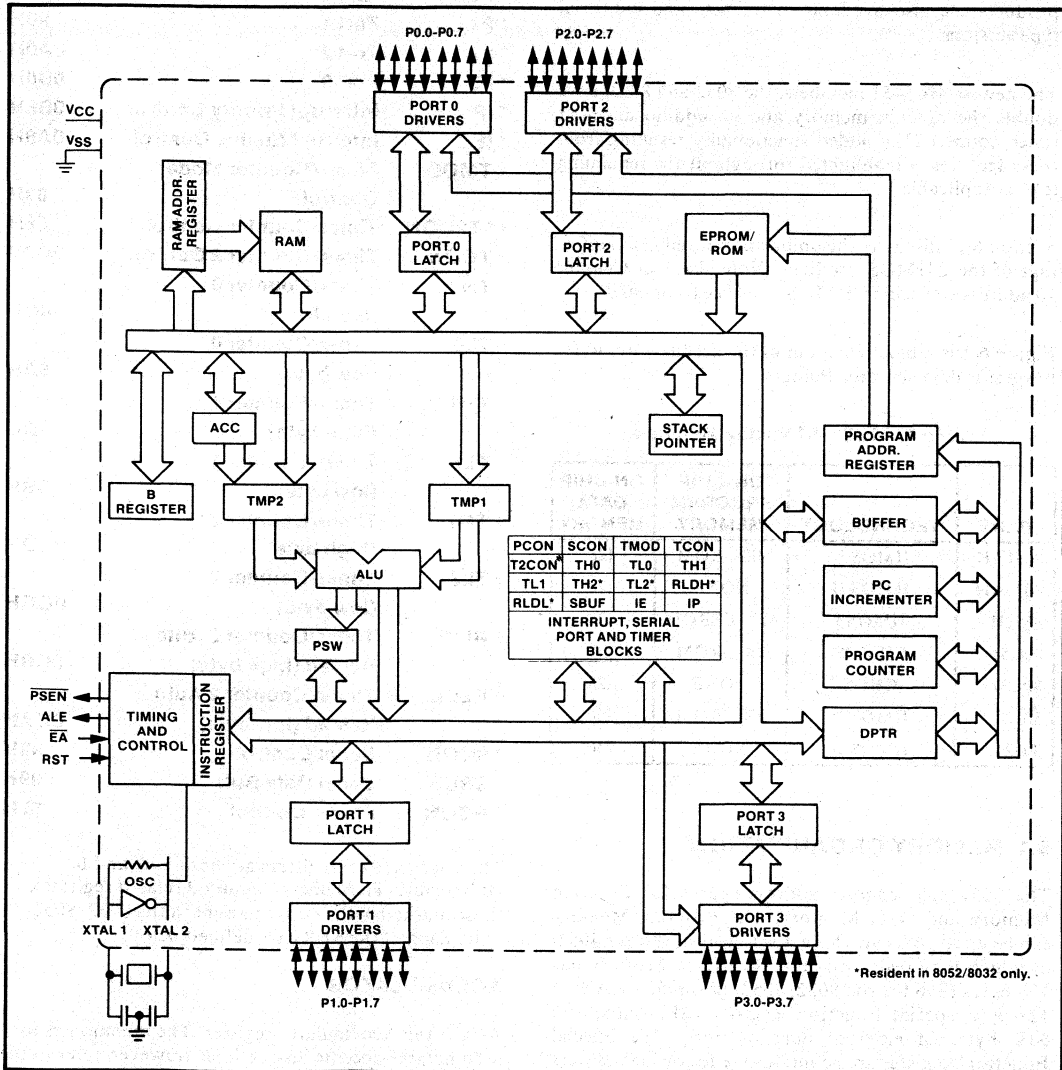 P0.0-P0.7
P2.0-P2.7
VCC
VSS
PORT 0
DRIVERS
PORT 2
DRIVERS
RAM ADDR.
REGISTER
RAM
PORT 0
LATCH
PORT 2
LATCH
EPROM/
ROM
ACC
STACK
POINTER
PROGRAM
ADDR.
REGISTER
B
REGISTER
TMP2
TMP1
BUFFER
PCON SCON TMOD TCON
T2CON* TH0 TL0 TH1
TL1 TH2* TL2* RLDH*
RLDL* SBUF IE IP
INTERRUPT, SERIAL
PORT AND TIMER
BLOCKS
ALU
PC
INCREMENTER
PSW
PROGRAM
COUNTER
PSEN
ALE
EA
RST
TIMING
AND
CONTROL
INSTRUCTION
REGISTER
DPTR
PORT 1
LATCH
PORT 3
LATCH
OSC
XTAL 1 XTAL 2
PORT 1
DRIVERS
PORT 3
DRIVERS
*Resident in 8052/8032 only.
P1.0-P1.7
P3.0-P3.7